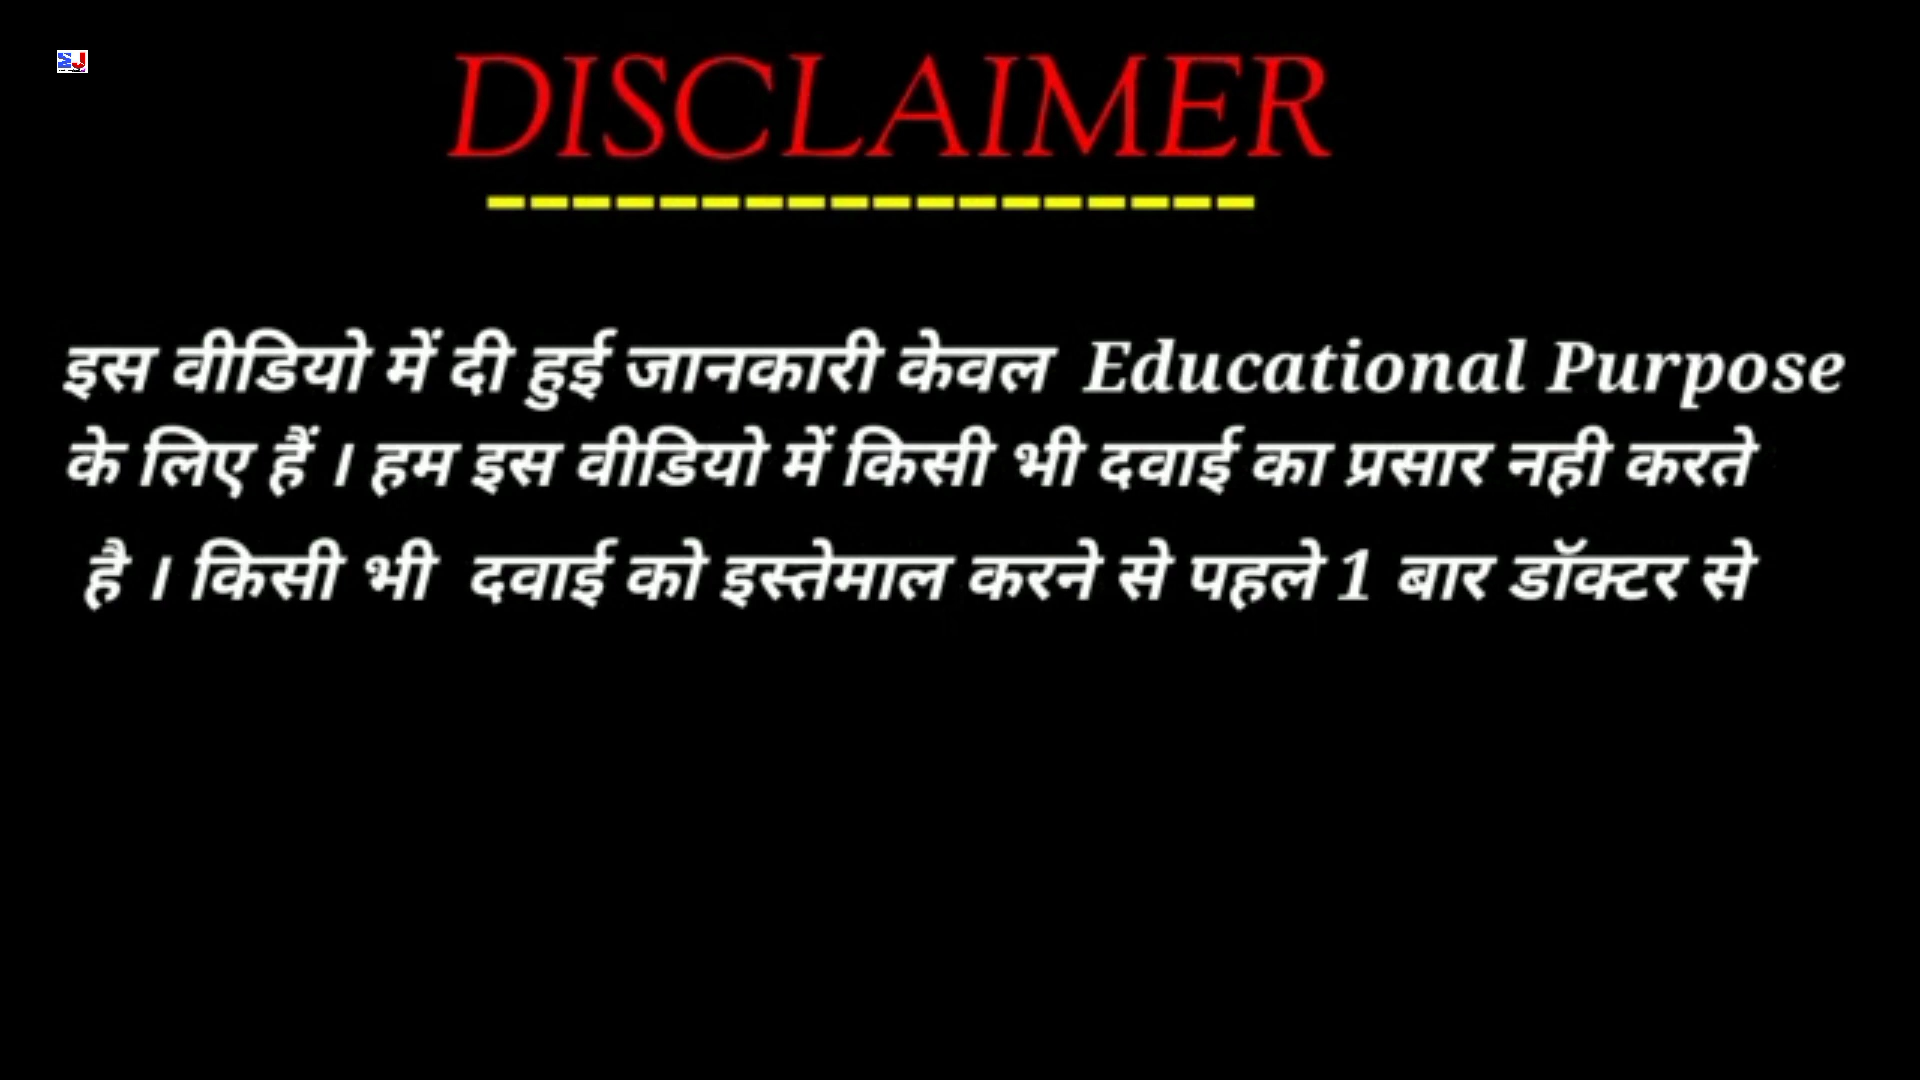 DISCLAIMER
इस वीडियो में दी हुई जानकारी केवल Educational Purpose
के लिए हैं । हम इस वीडियो में किसी भी दवाई का प्रसार नही करते
है । किसी भी दवाई को इस्तेमाल करने से पहले 1 बार डॉक्टर से